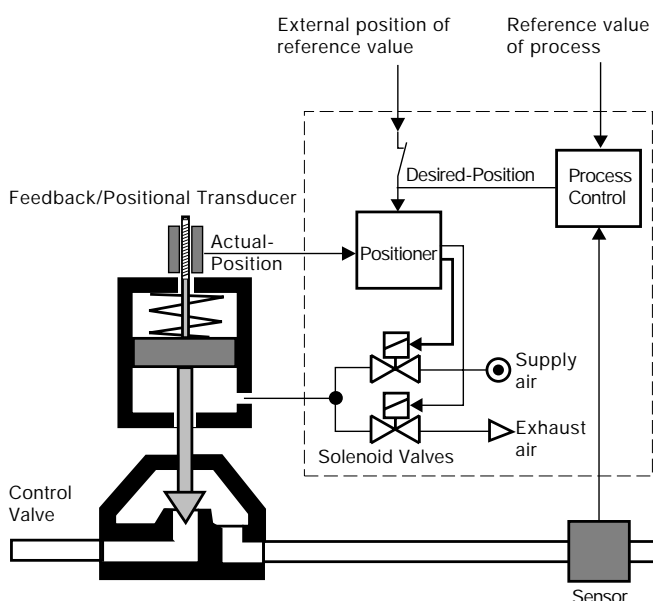 External position of
reference value
Reference value
of process
Desired-Position
Process
Control
Feedback/Positional Transducer
Actual-
Position
Positioner
Supply
air
Exhaust
air
Solenoid Valves
Control
Valve
Sensor